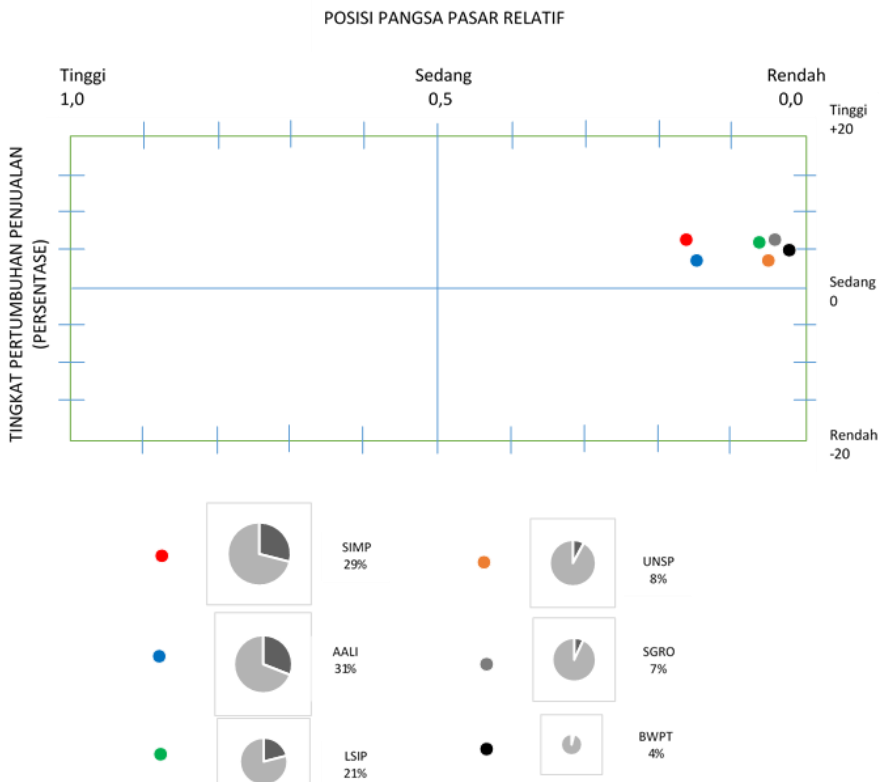 POSISI PANGSA PASAR RELATIF
Tinggi
1,0
Sedang
0,5
Rendah
0,0
Tinggi
+20
TINGKAT PERTUMBUHAN PENJUALAN
(PERSENTASE)
Sedang
0
Rendah
-20
SIMP
29%
UNSP
8%
AALI
31%
SGRO
7%
LSIP
21%
BWPT
4%